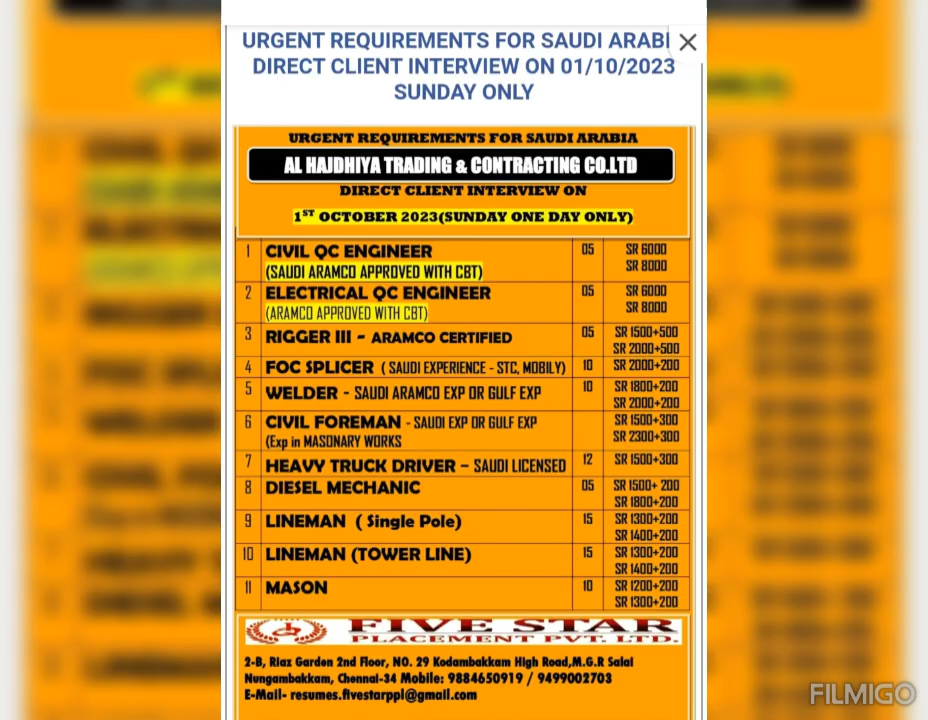 URGENT REQUIREMENTS FOR SAUDI ARABI
DIRECT CLIENT INTERVIEW ON 01/10/2023
SUNDAY ONLY
URGENT REQUIREMENTS FOR SAUDI ARABIA
AL HAJDHIYA TRADING & CONTRACTING CO.LTD
DIRECT CLIENT INTERVIEW ON
1ST OCTOBER 2023(SUNDAY ONE DAY ONLY)
1 CIVIL QC ENGINEER 05 SR 6000
(SAUDI ARAMCO APPROVED WITH CBT) SR 8000
2 ELECTRICAL QC ENGINEER 05 SR 6000
(ARAMCO APPROVED WITH CBT) SR 8000
3 RIGGER III - ARAMCO CERTIFIED 05 SR 1500+500
SR 2000+500
4 FOC SPLICER ( SAUDI EXPERIENCE - STC, MOBILY) 10 SR 2000+200
5 WELDER - SAUDI ARAMCO EXP OR GULF EXP 10 SR 1800+200
SR 2000+200
6 CIVIL FOREMAN - SAUDI EXP OR GULF EXP SR 1500+300
(Exp in MASONARY WORKS SR 2300+300
7 HEAVY TRUCK DRIVER – SAUDI LICENSED 12 SR 1500+300
8 DIESEL MECHANIC 05 SR 1500+ 200
SR 1800+200
9 LINEMAN ( Single Pole) 15 SR 1300+200
SR 1400+200
10 LINEMAN (TOWER LINE) 15 SR 1300+200
SR 1400+200
11 MASON 10 SR 1200+200
SR 1300+200
FIVE STAR
PLACEMENT PVT. LTD.
2-B, Riaz Garden 2nd Floor, NO. 29 Kodambakkam High Road,M.G.R Salai
Nungambakkam, Chennai-34 Mobile: 9884650919 / 9499002703
E-Mail- resumes.fivestarppl@gmail.com
FILMIGO